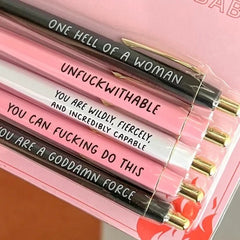 ONE HELL OF A WOMAN
UNFUCKWITHABLE
YOU ARE WILDLY, FIERCELY,
AND INCREDIBLY CAPABLE
YOU CAN FUCKING DO THIS
YOU ARE A GODDAMN FORCE